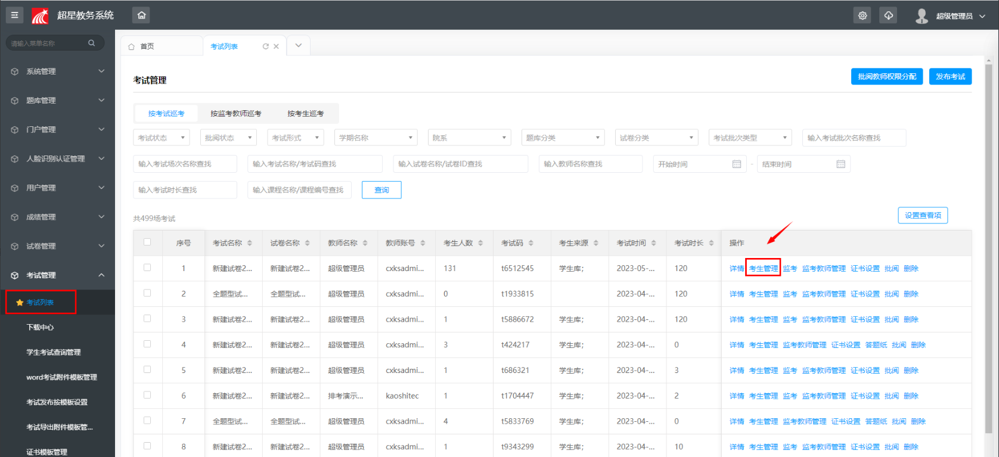 超星教务系统
超级管理员
请输入菜单名称
系统管理
题库管理
门户管理
人脸识别认证管理
用户管理
成绩管理
试卷管理
考试管理
考试列表
下载中心
学生考试查询管理
word考试附件模板管理
考试发布按模板设置
考试导出附件模板管...
证书模板管理
首页 考试列表
考试管理
批阅教师权限分配 发布考试
按考试巡考 按监考教师巡考 按考生巡考
考试状态 批阅状态 考试形式 学期名称 院系 题库分类 试卷分类 考试批次类型 输入考试批次名称查找
输入考试场次名称查找 输入考试名称/考试码查找 输入试卷名称/试卷ID查找 输入教师名称查找 开始时间 - 结束时间
输入考试时长查找 输入课程名称/课程编号查找 查询
共499场考试 设置查看项
序号 考试名称 试卷名称 教师名称 教师账号 考生人数 考试码 考生来源 考试时间 考试时长 操作
1 新建试卷2... 新建试卷2... 超级管理员 cxksadmi... 131 t6512545 学生库; 2023-05-... 120 详情 考生管理 监考 监考教师管理 证书设置 批阅 删除
2 全题型试... 全题型试... 超级管理员 cxksadmi... 0 t1933815 2023-04-... 120 详情 考生管理 监考 监考教师管理 证书设置 批阅 删除
3 新建试卷2... 新建试卷2... 超级管理员 cxksadmi... 1 t5886672 学生库; 2023-04-... 120 详情 考生管理 监考 监考教师管理 证书设置 批阅 删除
4 新建试卷2... 新建试卷2... 超级管理员 cxksadmi... 3 t424217 学生库; 2023-04-... 0 详情 考生管理 监考教师管理 证书设置 答题纸 批阅 删除
5 新建试卷2... 新建试卷2... 超级管理员 cxksadmi... 1 t686321 学生库; 2023-04-... 3 详情 考生管理 监考 监考教师管理 证书设置 批阅 删除
6 新建试卷2... 新建试卷2... 排考演示... kaoshitec 1 t1704447 学生库; 2023-04-... 2 详情 考生管理 监考 监考教师管理 证书设置 批阅 删除
7 全题型试... 全题型试... 超级管理员 cxksadmi... 4 t5833769 学生库; 2023-04-... 0 详情 考生管理 监考教师管理 证书设置 答题纸 批阅 删除
8 新建试卷2... 新建试卷2... 超级管理员 cxksadmi... 1 t9343299 学生库; 2023-04-... 10 详情 考生管理 监考 监考教师管理 证书设置 批阅 删除